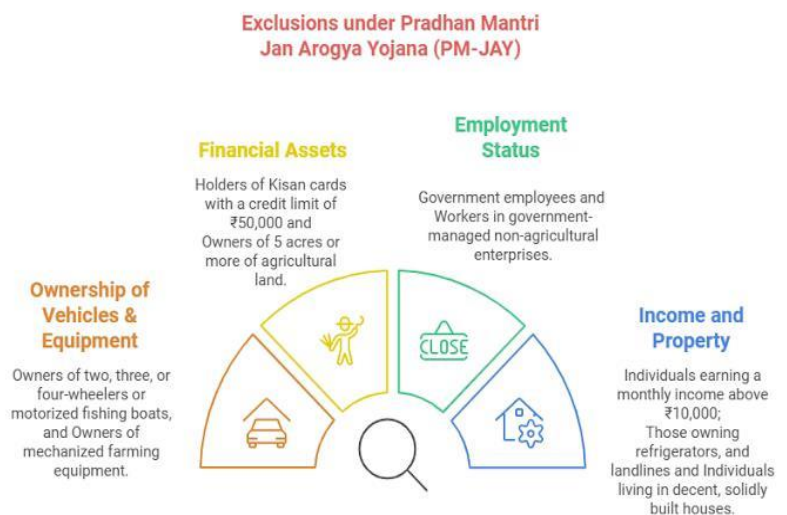 Exclusions under Pradhan Mantri
Jan Arogya Yojana (PM-JAY)
Ownership of
Vehicles &
Equipment
Owners of two, three, or
four-wheelers or
motorized fishing boats,
and Owners of
mechanized farming
equipment.
Financial Assets
Holders of Kisan cards
with a credit limit of
₹50,000 and
Owners of 5 acres or
more of agricultural
land.
Employment
Status
Government employees and
Workers in government-
managed non-agricultural
enterprises.
CLOSE
Income and
Property
Individuals earning a
monthly income above
₹10,000;
Those owning
refrigerators, and
landlines and Individuals
living in decent, solidly
built houses.